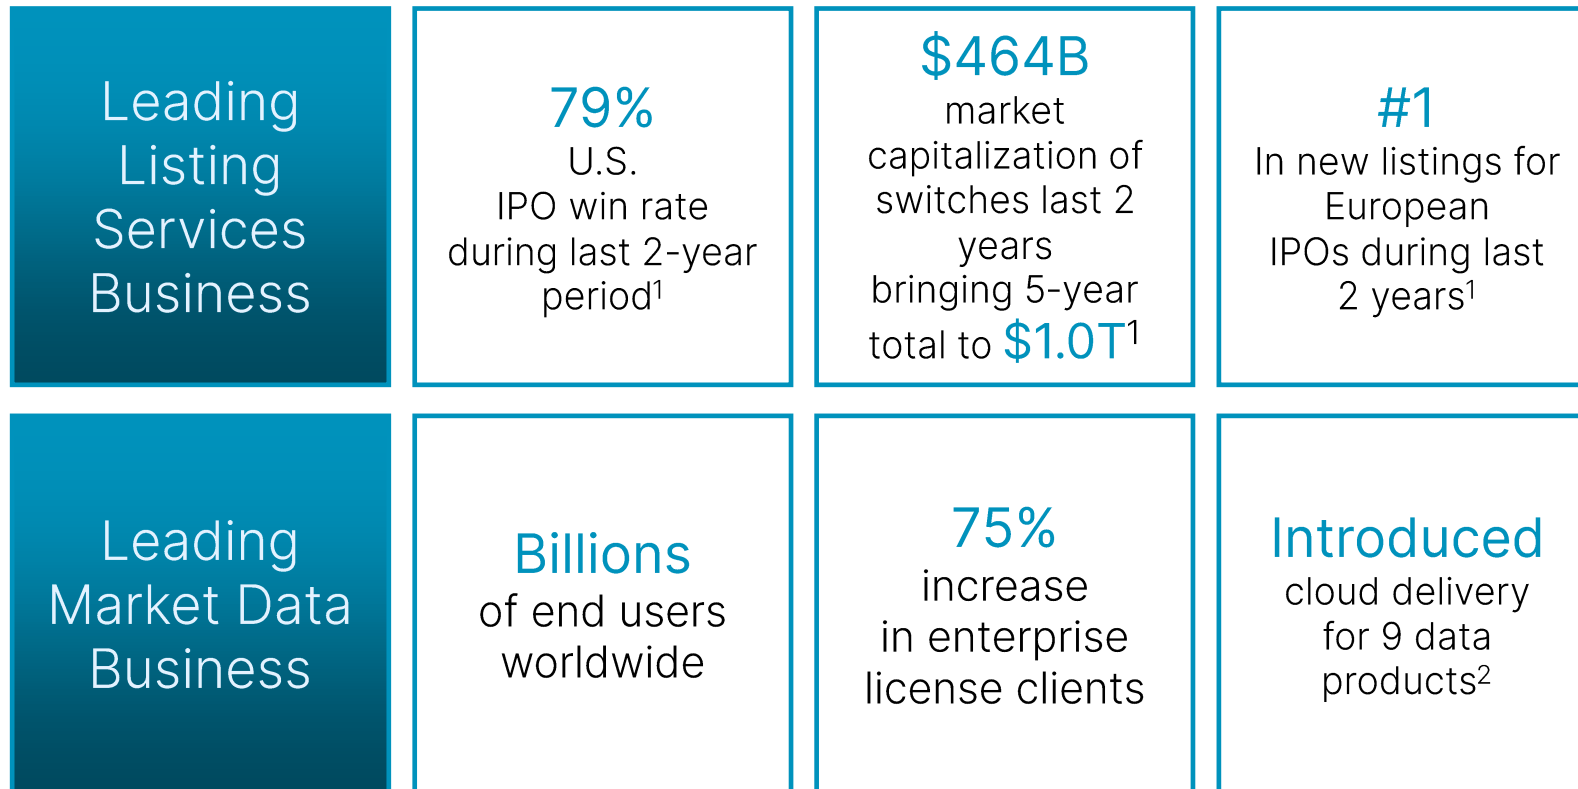 Leading
Listing
Services
Business
79%
U.S.
IPO win rate
during last 2-year
period¹
$464B
market
capitalization of
switches last 2
years
bringing 5-year
total to $1.0T¹
#1
In new listings for
European
IPOs during last
2 years¹
Leading
Market Data
Business
Billions
of end users
worldwide
75%
increase
in enterprise
license clients
Introduced
cloud delivery
for 9 data
products²